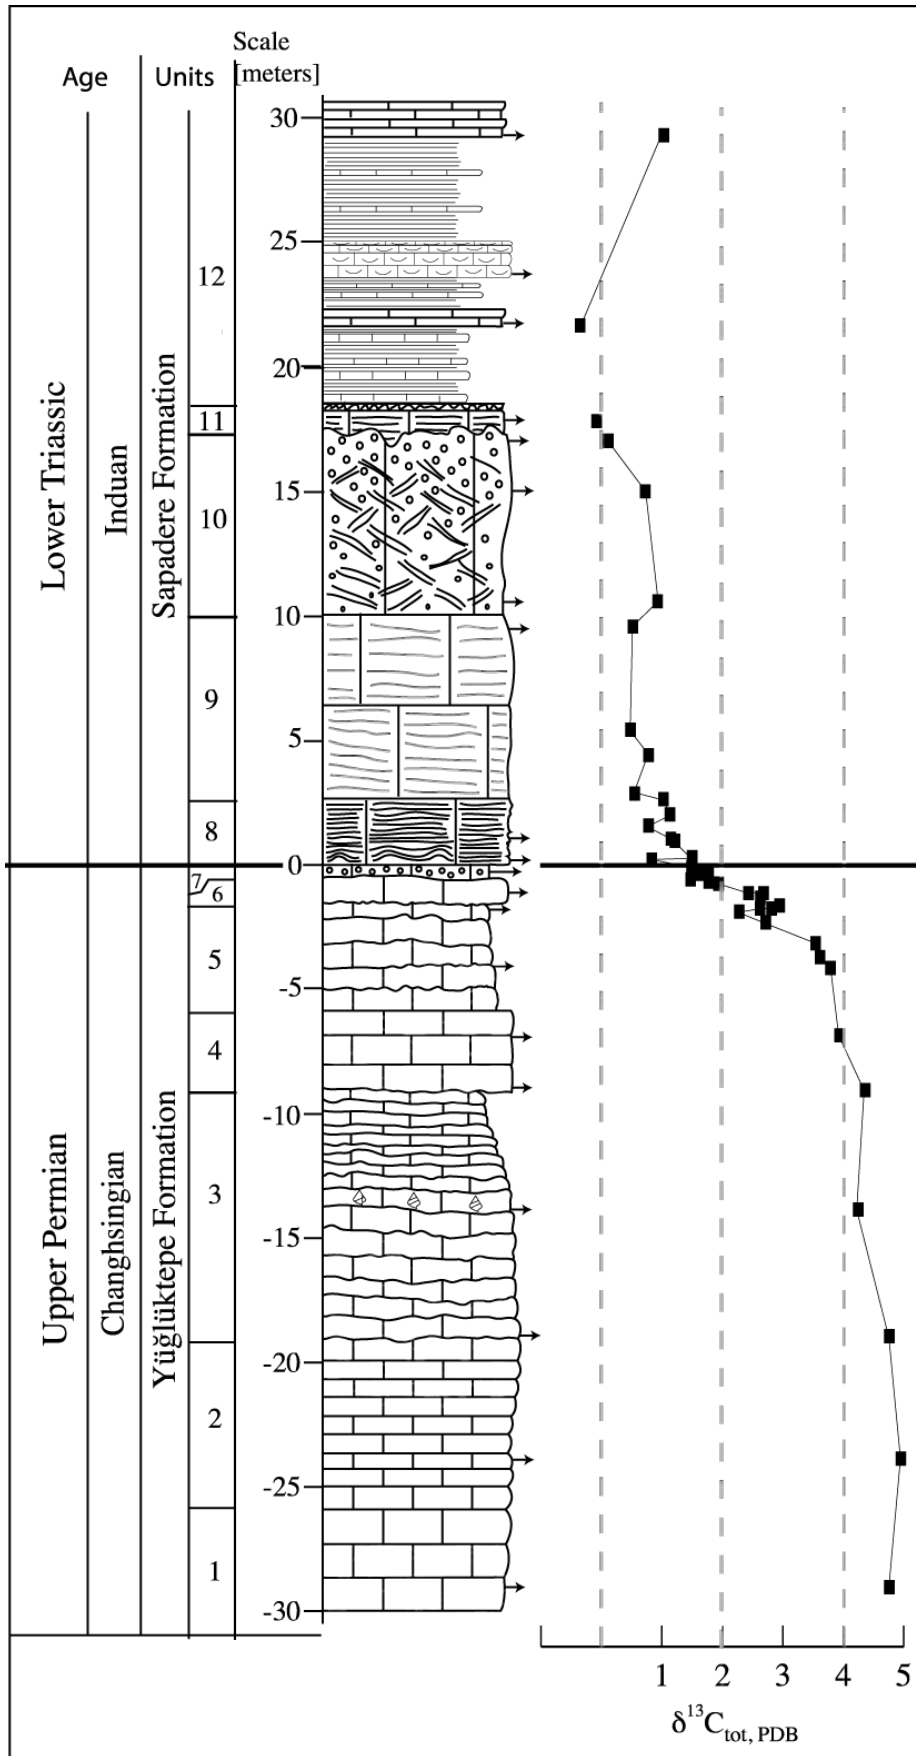 Scale
Age Units [meters]
30
25
12
20
11
15
Lower Triassic
Induan
Sapadere Formation
10
10
9
5
8
0
7
6
5
-5
4
-10
3
Upper Permian
Changhsingian
Yüğlüktepe Formation
-15
-20
2
-25
1
-30
1 2 3 4 5
δ13Ctot, PDB